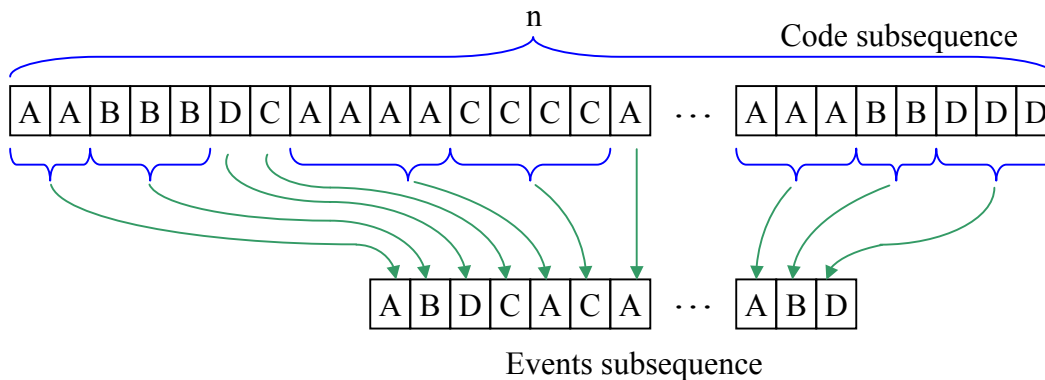 n
Code subsequence
A A B B B D C A A A A C C C C A ... A A A B B D D D
A B D C A C A ... A B D
Events subsequence